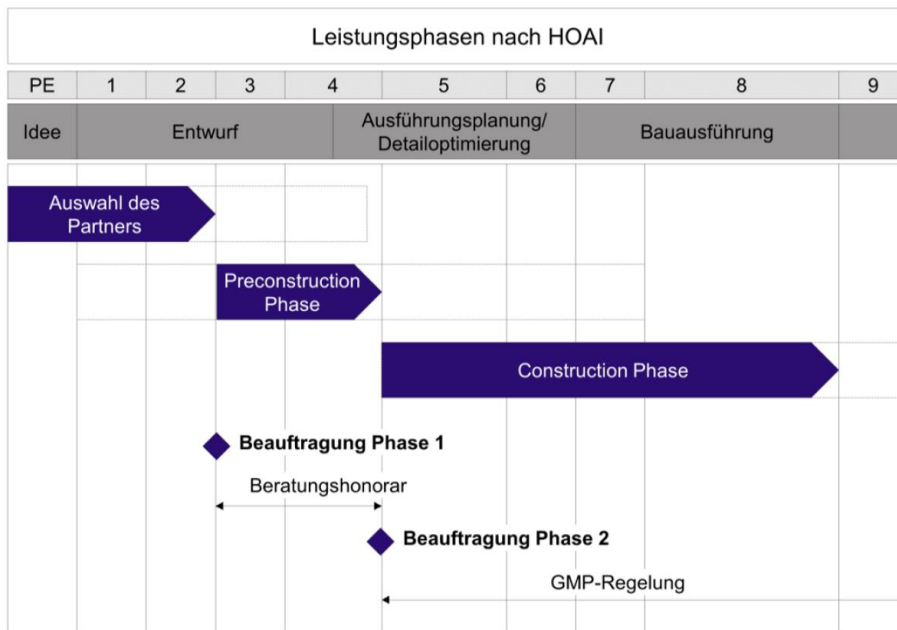 Leistungsphasen nach HOAI
PE 1 2 3 4 5 6 7 8 9
Idee Entwurf Ausführungsplanung/ Bauausführung
Detailoptimierung
Auswahl des
Partners
Preconstruction
Phase
Construction Phase
Beauftragung Phase 1
Beratungshonorar
Beauftragung Phase 2
GMP-Regelung